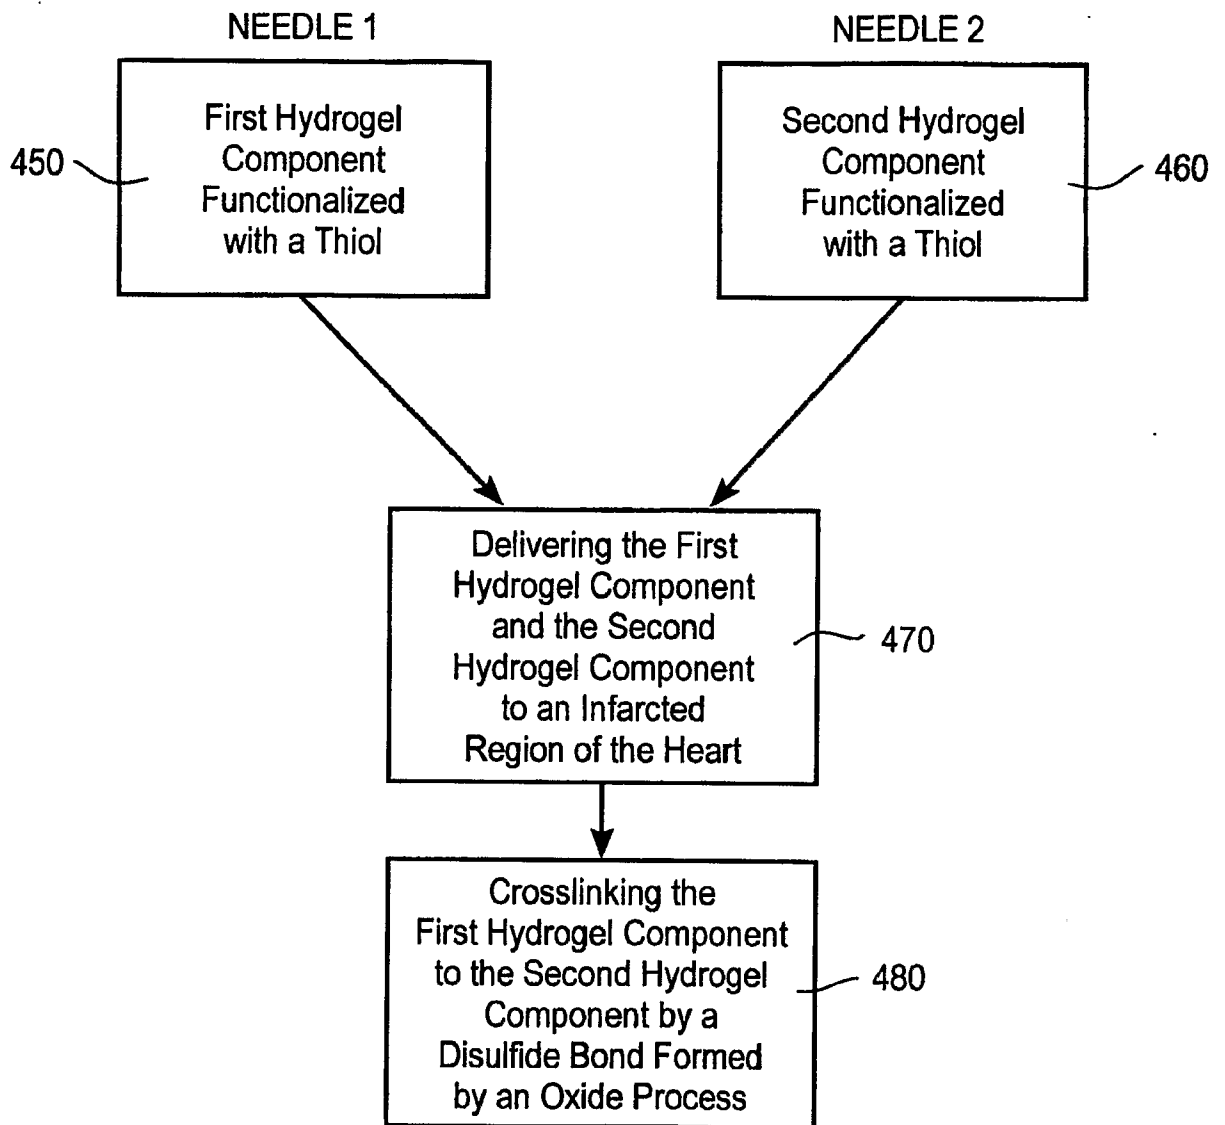 NEEDLE 1
First Hydrogel
Component
Functionalized
with a Thiol
450
NEEDLE 2
Second Hydrogel
Component
Functionalized
with a Thiol
460
Delivering the First
Hydrogel Component
and the Second
Hydrogel Component
to an Infarcted
Region of the Heart
470
Crosslinking the
First Hydrogel Component
to the Second Hydrogel
Component by a
Disulfide Bond Formed
by an Oxide Process
480